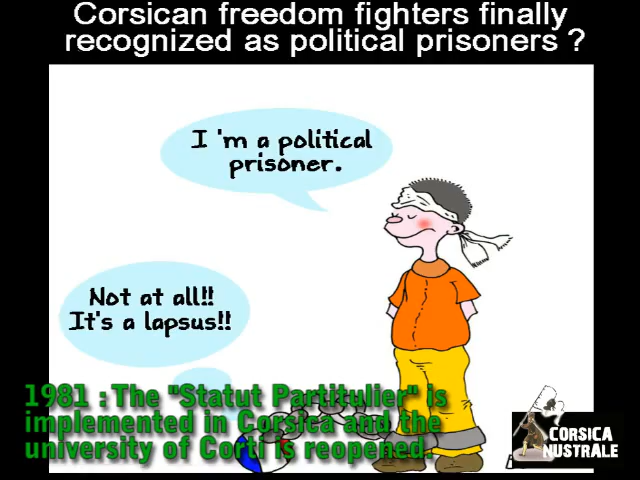 Corsican freedom fighters finally
recognized as political prisoners ?
I 'm a political
prisoner.
Not at all!!
It's a lapsus!!
1981 : The "Statut Partitulier" is
implemented in Corsica and the
university of Corti is reopened.
CORSICA
NUSTRALE